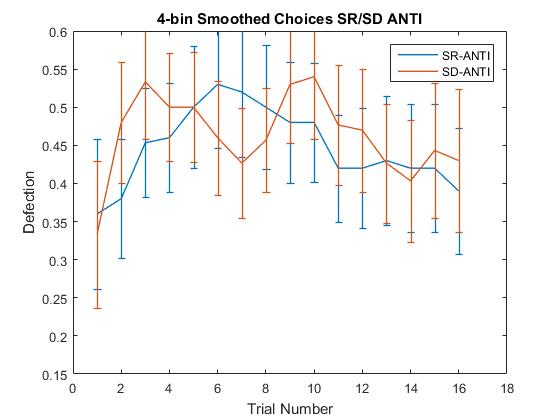 4-bin Smoothed Choices SR/SD ANTI
SR-ANTI
SD-ANTI
Defection
0.6
0.55
0.5
0.45
0.4
0.35
0.3
0.25
0.2
0.15
0 2 4 6 8 10 12 14 16 18
Trial Number